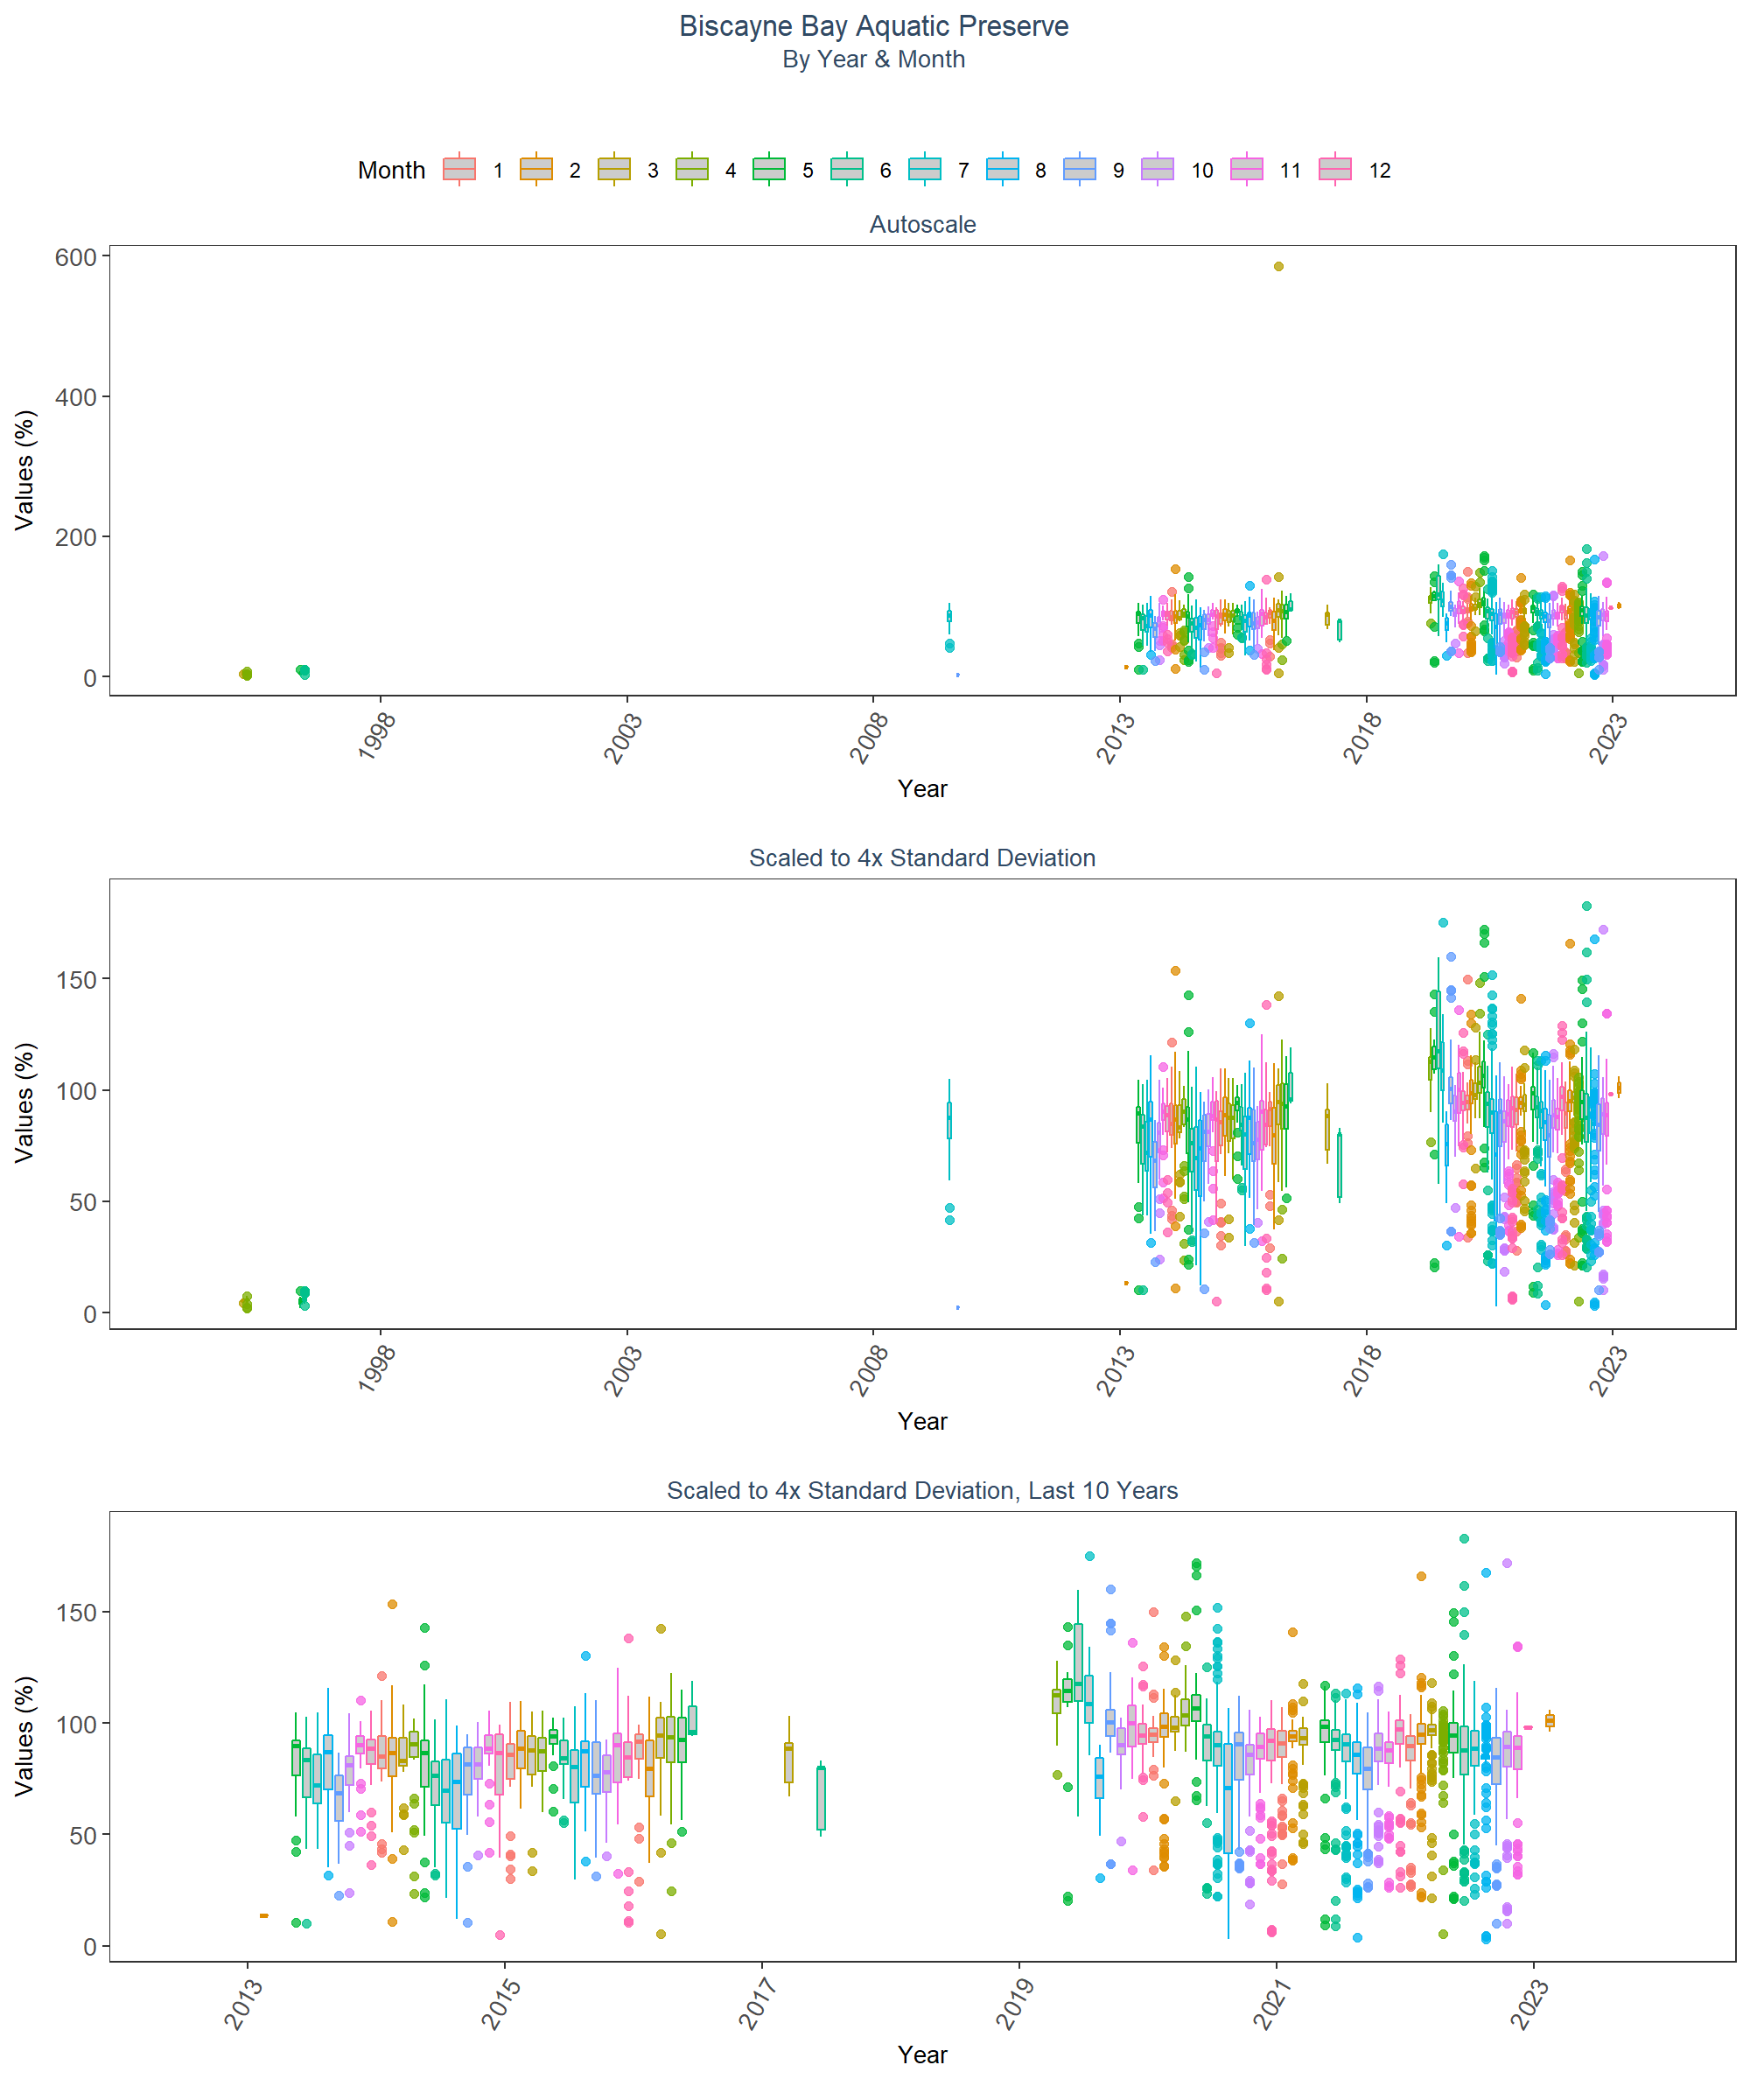 Biscayne Bay Aquatic Preserve
By Year & Month
Month 1 2 3 4 5 6 7 8 9 10 11 12
Autoscale
Values (%)
600
400
200
0
1998 2003 2008 2013 2018 2023
Year
Scaled to 4x Standard Deviation
Values (%)
150
100
50
0
1998 2003 2008 2013 2018 2023
Year
Scaled to 4x Standard Deviation, Last 10 Years
Values (%)
150
100
50
0
2013 2015 2017 2019 2021 2023
Year